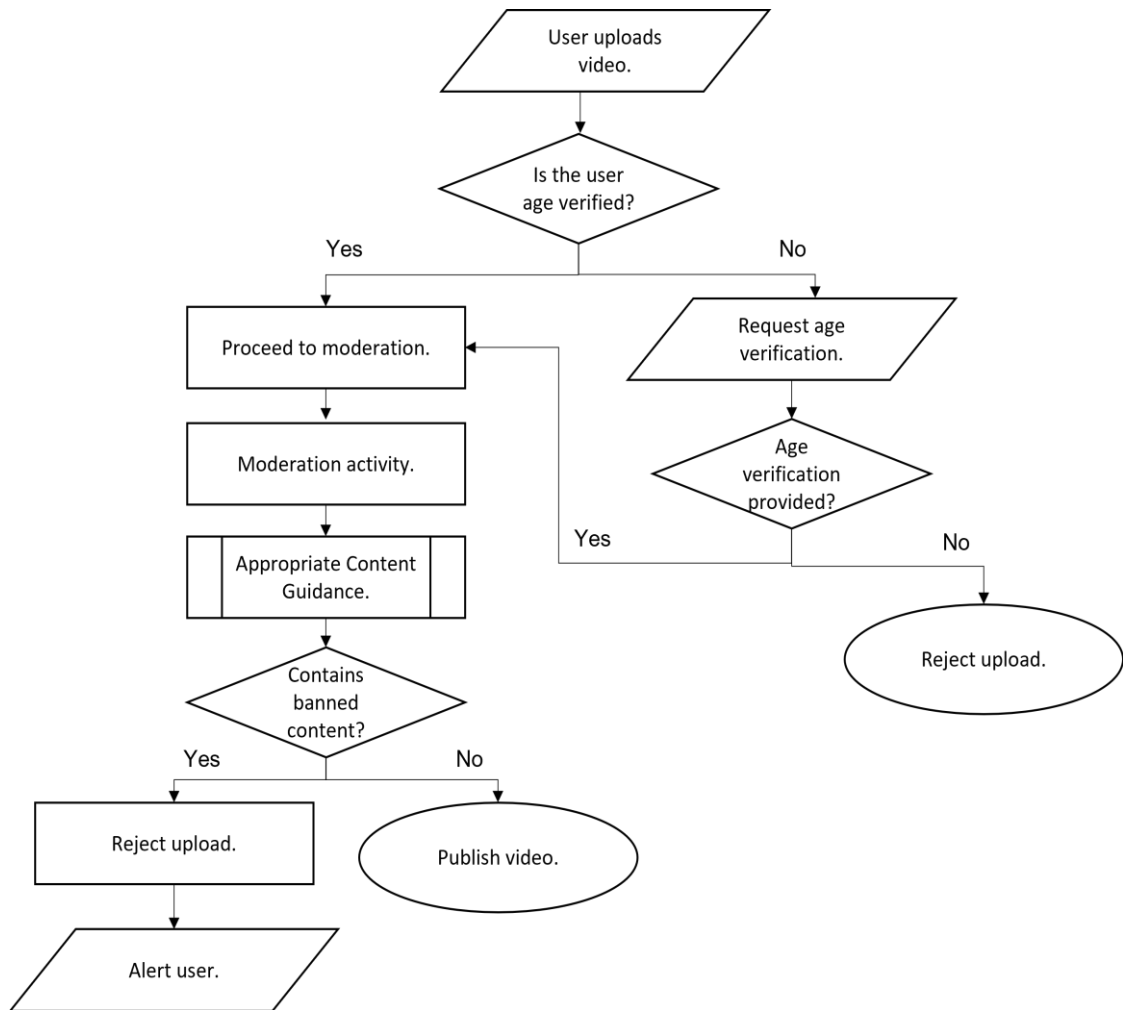 User uploads
video.
Is the user
age verified?
Yes
No
Proceed to moderation.
Request age
verification.
Moderation activity.
Age
verification
provided?
Yes
No
Appropriate Content
Guidance.
Reject upload.
Contains
banned
content?
Yes
No
Reject upload.
Publish video.
Alert user.